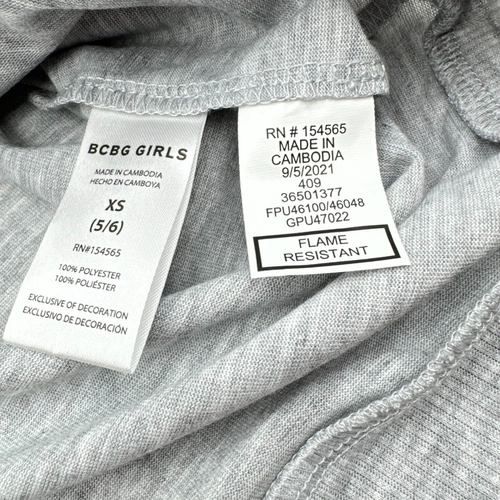 BCBG GIRLS
MADE IN CAMBODIA
HECHO EN CAMBOYA
XS
(5/6)
RN#154565
100% POLYESTER
100% POLIÉSTER
EXCLUSIVE OF DECORATION
EXCLUSIVO DE DECORACIÓN
RN # 154565
MADE IN
CAMBODIA
9/5/2021
409
36501377
FPU46100/46048
GPU47022
FLAME
RESISTANT